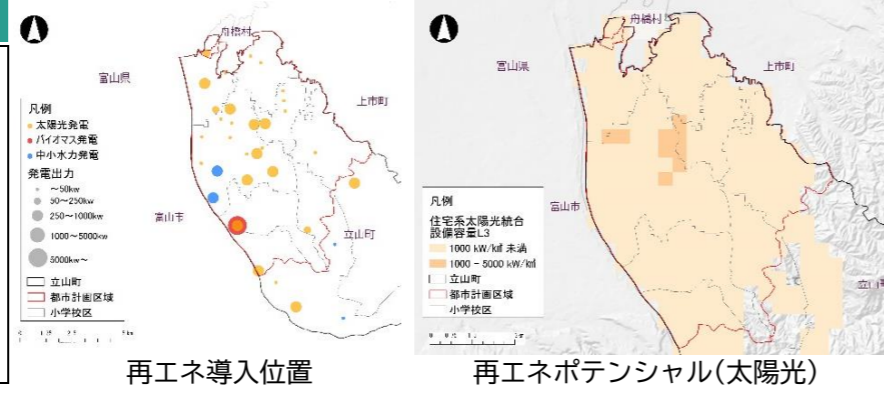 舟橋村
富山県
上市町
凡例
太陽光発電
バイオマス発電
中小水力発電
発電出力
～50kw
50～250kw
250～1000kw
1000～5000kw
5000kw～
立山町
都市計画区域
小学校区
富山市
立山町
再エネ導入位置
舟橋村
富山県
上市町
富山市
凡例
住宅系太陽光統合
設備容量L3
1000 kW/k㎡ 未満
1000 - 5000 kW/k㎡
立山町
都市計画区域
小学校区
再エネポテンシャル(太陽光)